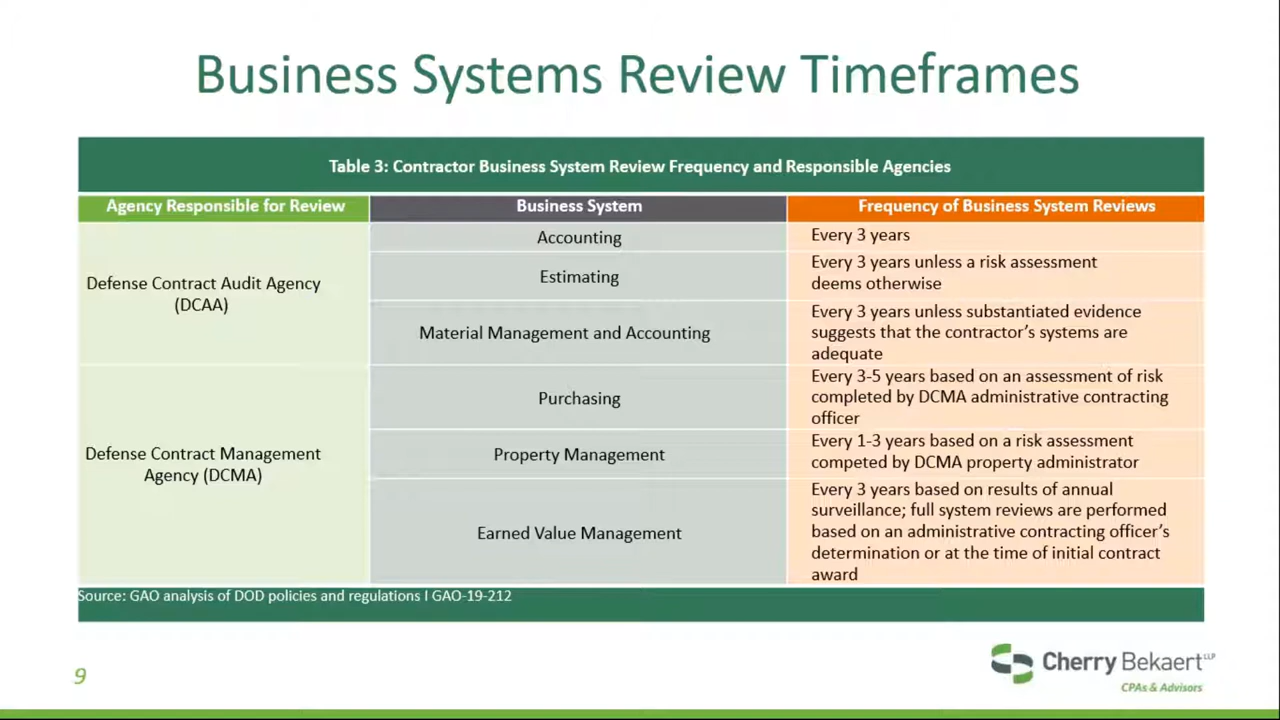 Business Systems Review Timeframes
Table 3: Contractor Business System Review Frequency and Responsible Agencies
Agency Responsible for Review
Business System
Frequency of Business System Reviews
Defense Contract Audit Agency
(DCAA)
Accounting
Every 3 years
Estimating
Every 3 years unless a risk assessment
deems otherwise
Material Management and Accounting
Every 3 years unless substantiated evidence
suggests that the contractor's systems are
adequate
Defense Contract Management
Agency (DCMA)
Purchasing
Every 3-5 years based on an assessment of risk
completed by DCMA administrative contracting
officer
Property Management
Every 1-3 years based on a risk assessment
competed by DCMA property administrator
Earned Value Management
Every 3 years based on results of annual
surveillance; full system reviews are performed
based on an administrative contracting officer's
determination or at the time of initial contract
award
Source: GAO analysis of DOD policies and regulations I GAO-19-212
9
Cherry Bekaert LLP
CPAs & Advisors